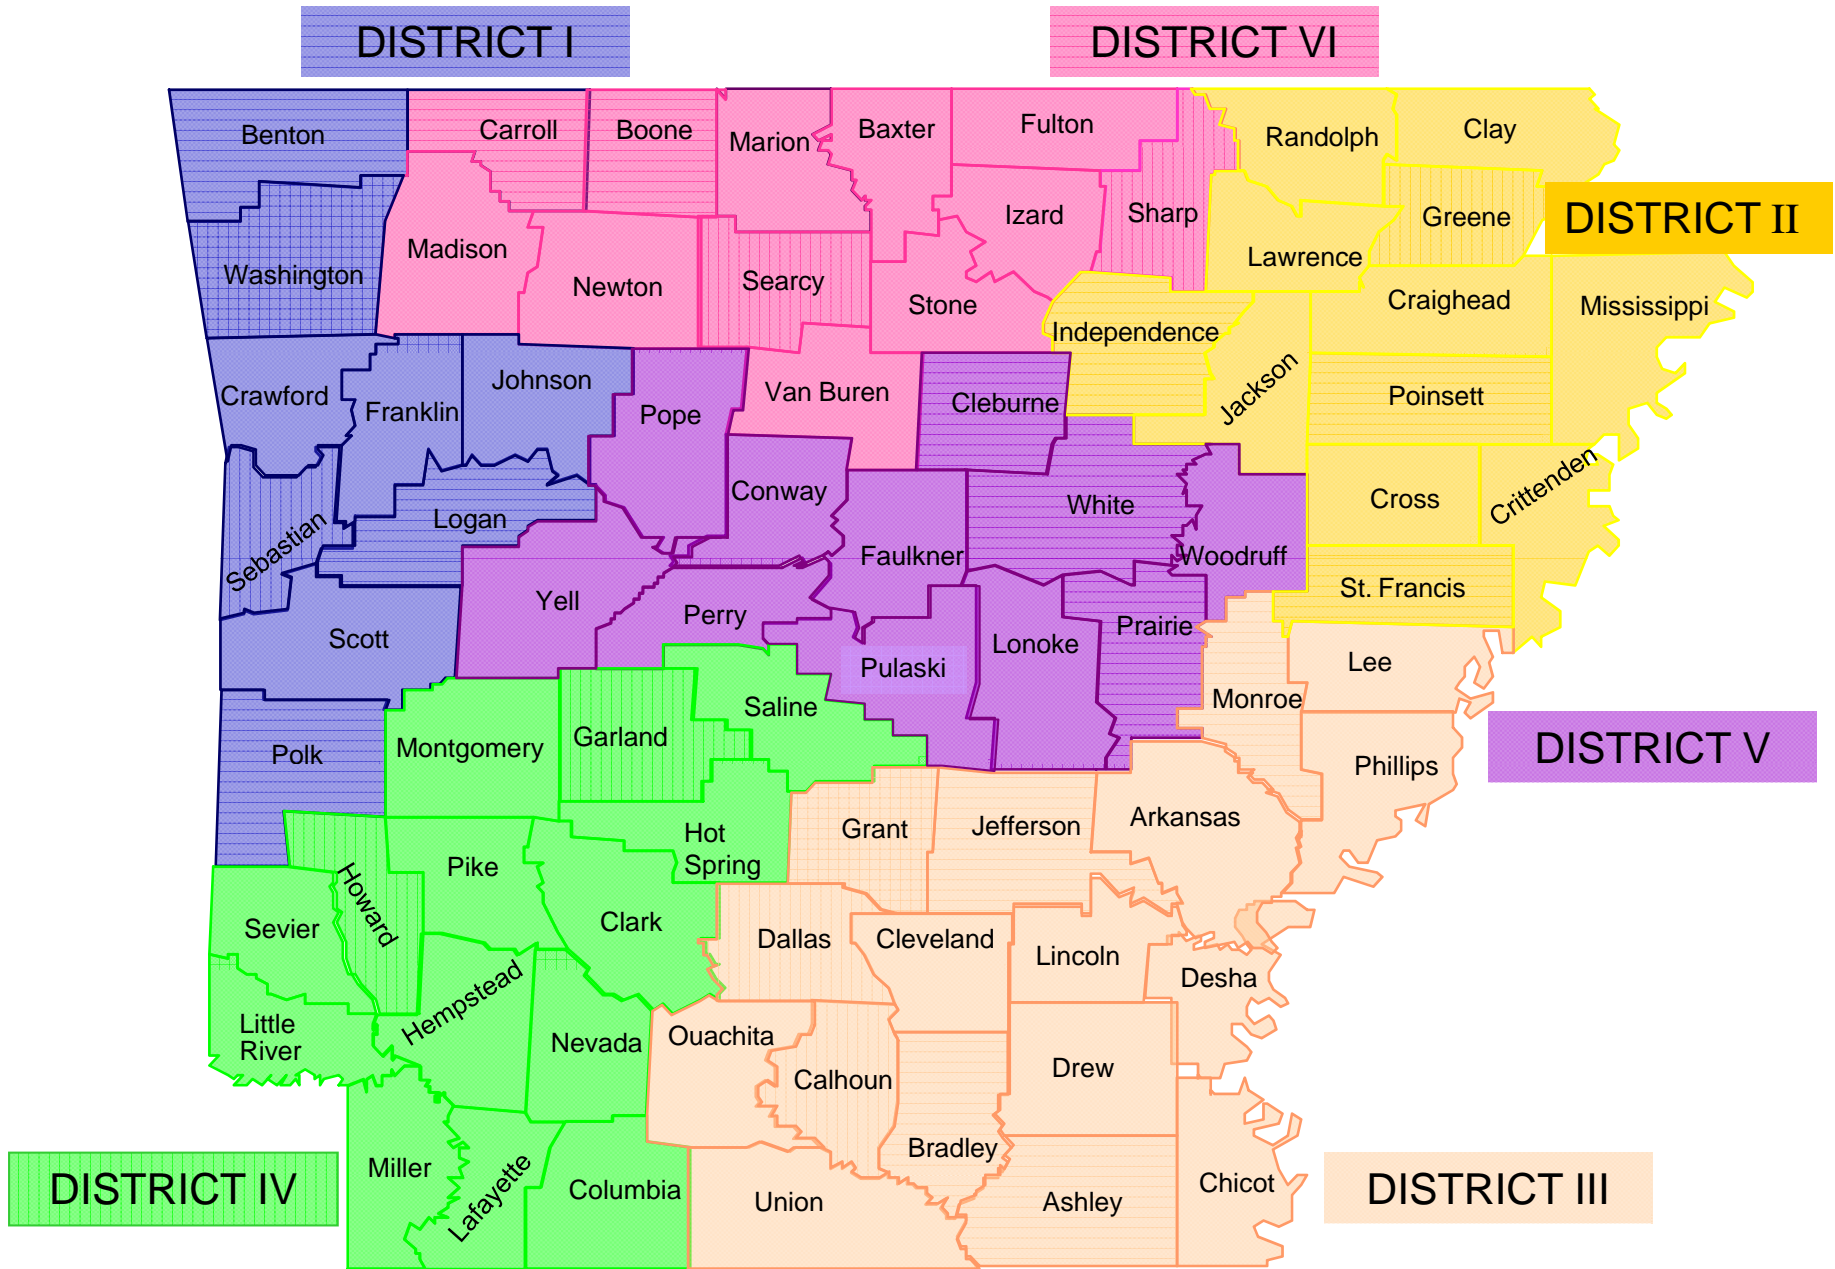 DISTRICT I
DISTRICT VI
Benton
Carroll
Boone
Marion
Baxter
Fulton
Randolph
Clay
Washington
Madison
Newton
Searcy
Stone
Izard
Sharp
Lawrence
Greene
DISTRICT II
Independence
Craighead
Mississippi
Crawford
Franklin
Johnson
Pope
Van Buren
Cleburne
Jackson
Poinsett
Sebastian
Logan
Conway
Faulkner
White
Woodruff
Cross
Crittenden
Scott
Yell
Perry
Pulaski
Lonoke
Prairie
St. Francis
Monroe
Lee
Polk
Montgomery
Garland
Saline
Phillips
DISTRICT V
Howard
Pike
Hot
Spring
Grant
Jefferson
Arkansas
Sevier
Clark
Dallas
Cleveland
Lincoln
Desha
Little
River
Hempstead
Nevada
Ouachita
Calhoun
Drew
Bradley
DISTRICT IV
Miller
Lafayette
Columbia
Union
Ashley
Chicot
DISTRICT III